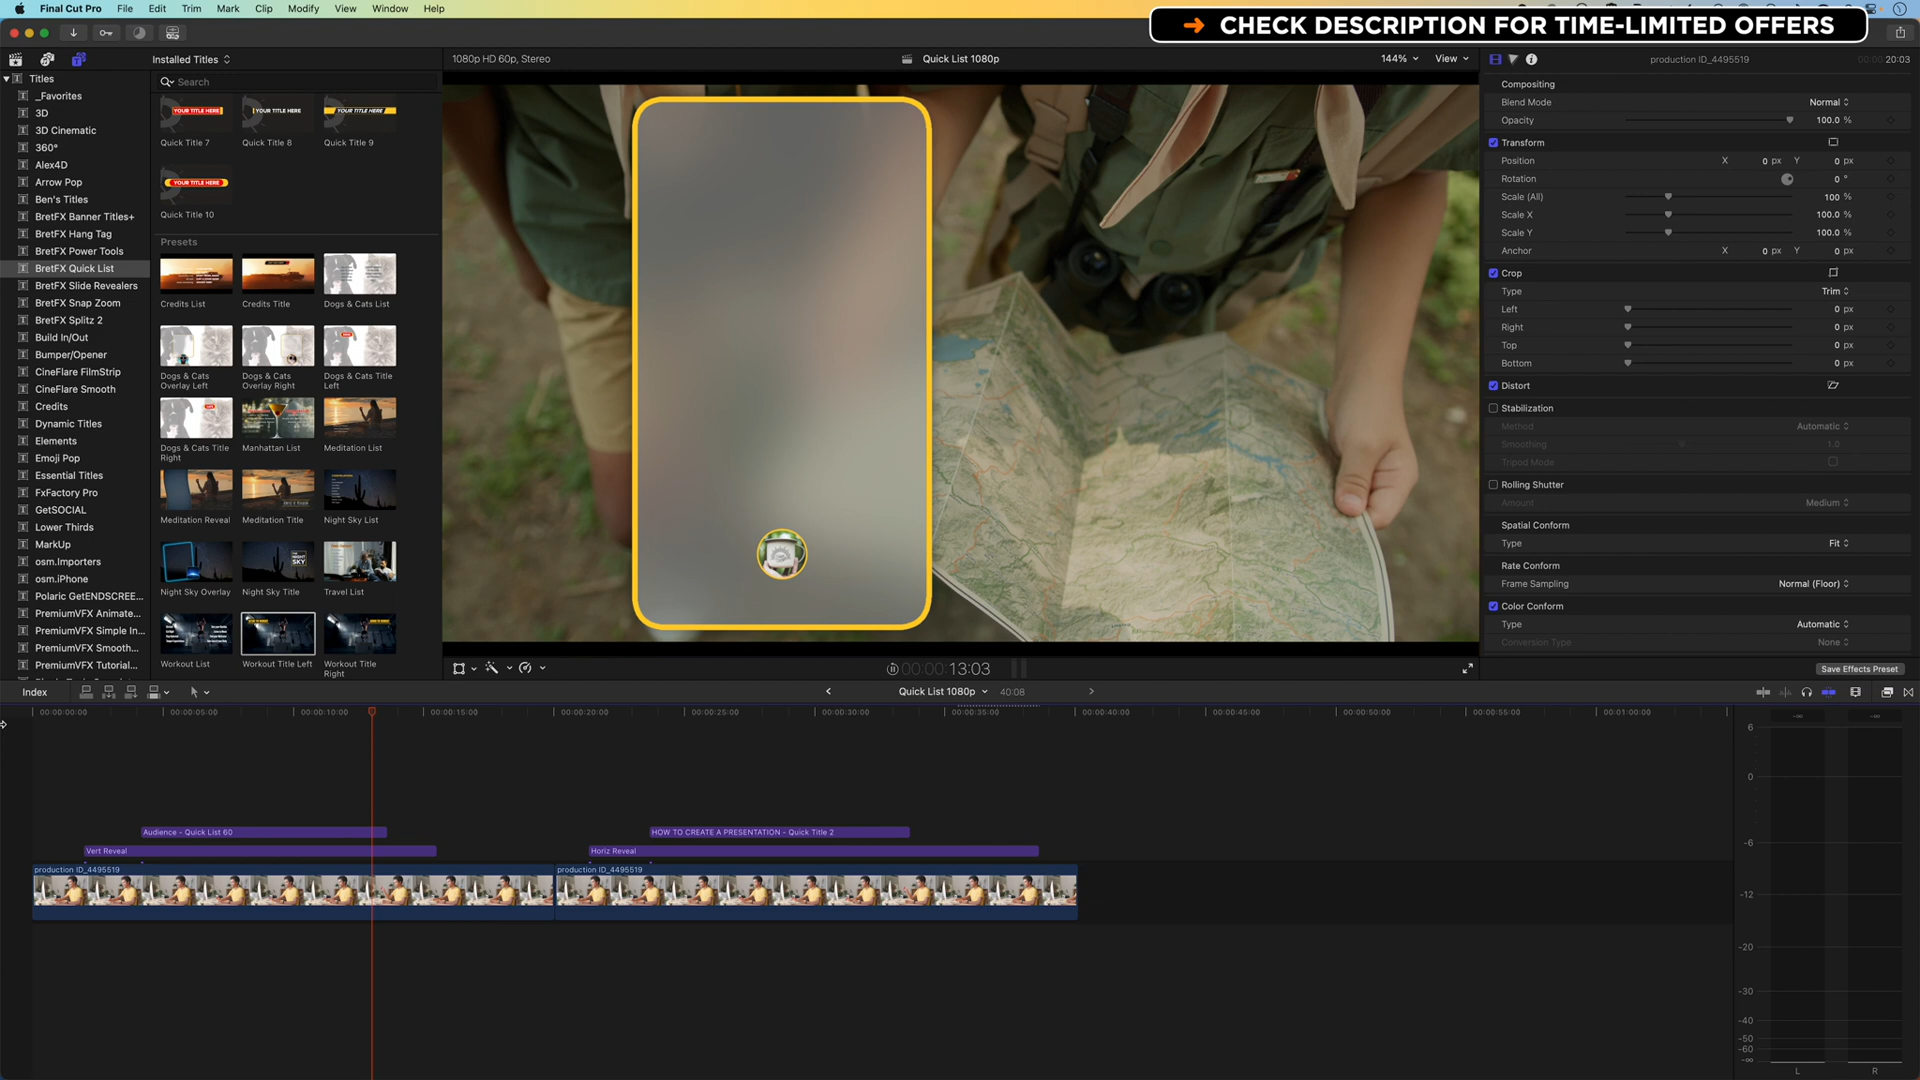 Final Cut Pro File Edit Trim Mark Clip Modify View Window Help
➜ CHECK DESCRIPTION FOR TIME-LIMITED OFFERS
Installed Titles
Search
Titles
_Favorites
3D
3D Cinematic
360°
Alex4D
Arrow Pop
Ben's Titles
BretFX Banner Titles+
BretFX Hang Tag
BretFX Power Tools
BretFX Quick List
BretFX Slide Revealers
BretFX Snap Zoom
BretFX Splitz 2
Build In/Out
Bumper/Opener
CineFlare FilmStrip
CineFlare Smooth
Credits
Dynamic Titles
Elements
Emoji Pop
Essential Titles
FxFactory Pro
GetSOCIAL
Lower Thirds
MarkUp
osm.Importers
osm.iPhone
Polaric GetENDSCREE...
PremiumVFX Animate...
PremiumVFX Simple In...
PremiumVFX Smooth...
PremiumVFX Tutorial...
YOUR TITLE HERE YOUR TITLE HERE YOUR TITLE HERE
Quick Title 7 Quick Title 8 Quick Title 9
YOUR TITLE HERE
Quick Title 10
Presets
Credits List Credits Title Dogs & Cats List
Dogs & Cats Overlay Left
Dogs & Cats Overlay Right
Dogs & Cats Title Left
Dogs & Cats Title Right
Manhattan List
Meditation List
Meditation Reveal Meditation Title Night Sky List
THE NIGHT SKY
Night Sky Overlay Night Sky Title Travel List
Workout List Workout Title Left Workout Title Right
1080p HD 60p, Stereo
Quick List 1080p
144% View
00:00:00:13:03
production ID_4495519
00:00 20:03
Compositing
Blend Mode Normal
Opacity 100.0 %
Transform
Position X 0 px Y 0 px
Rotation 0 °
Scale (All) 100 %
Scale X 100.0 %
Scale Y 100.0 %
Anchor X 0 px Y 0 px
Crop
Type Trim
Left 0 px
Right 0 px
Top 0 px
Bottom 0 px
Distort
Stabilization
Method Automatic
Smoothing 1.0
Tripod Mode
Rolling Shutter
Amount Medium
Spatial Conform
Type Fit
Rate Conform
Frame Sampling Normal (Floor)
Color Conform
Type Automatic
Conversion Type None
Save Effects Preset
Index
Quick List 1080p 40:08
00:00:00:00 00:00:05:00 00:00:10:00 00:00:15:00 00:00:20:00 00:00:25:00 00:00:30:00 00:00:35:00 00:00:40:00 00:00:45:00 00:00:50:00 00:00:55:00 00:01:00:00
Audience - Quick List 60
HOW TO CREATE A PRESENTATION - Quick Title 2
Vert Reveal
Horiz Reveal
production ID_4495519
production ID_4495519
-∞ -∞
6
0
-6
-12
-20
-30
-40
-50
-60
-∞
L R